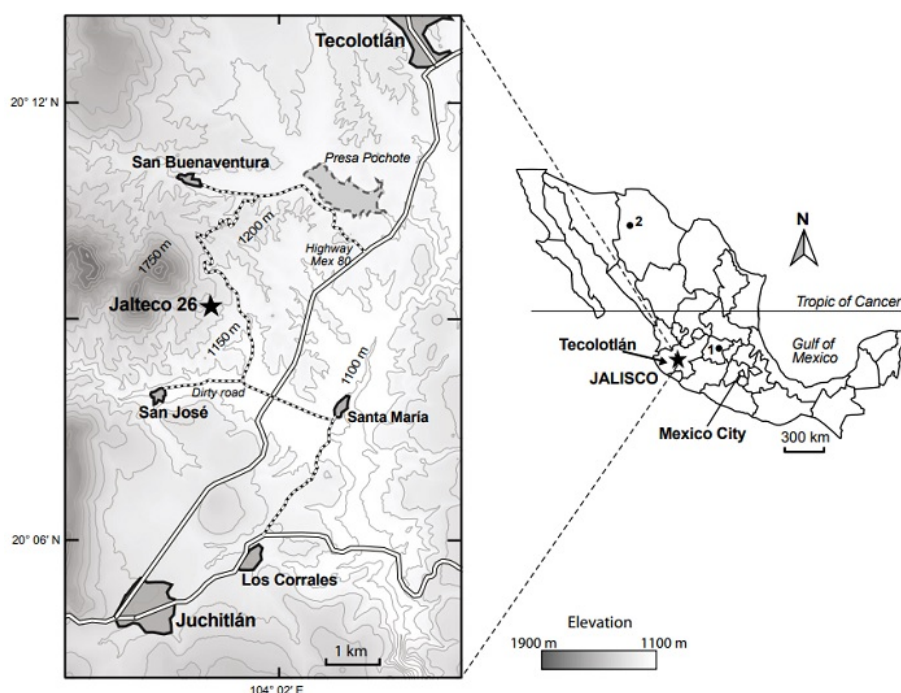 Tecolotlán
20° 12' N
San Buenaventura
Presa Pochote
1200 m
1750 m
Highway
Mex 80
Jalteco 26
1150 m
1100 m
Dirty road
San José
Santa María
20° 06' N
Los Corrales
Juchitlán
1 km
104° 02' E
2
N
Tropic of Cancer
Gulf of
Mexico
1
Tecolotlán
JALISCO
Mexico City
300 km
Elevation
1900 m
1100 m